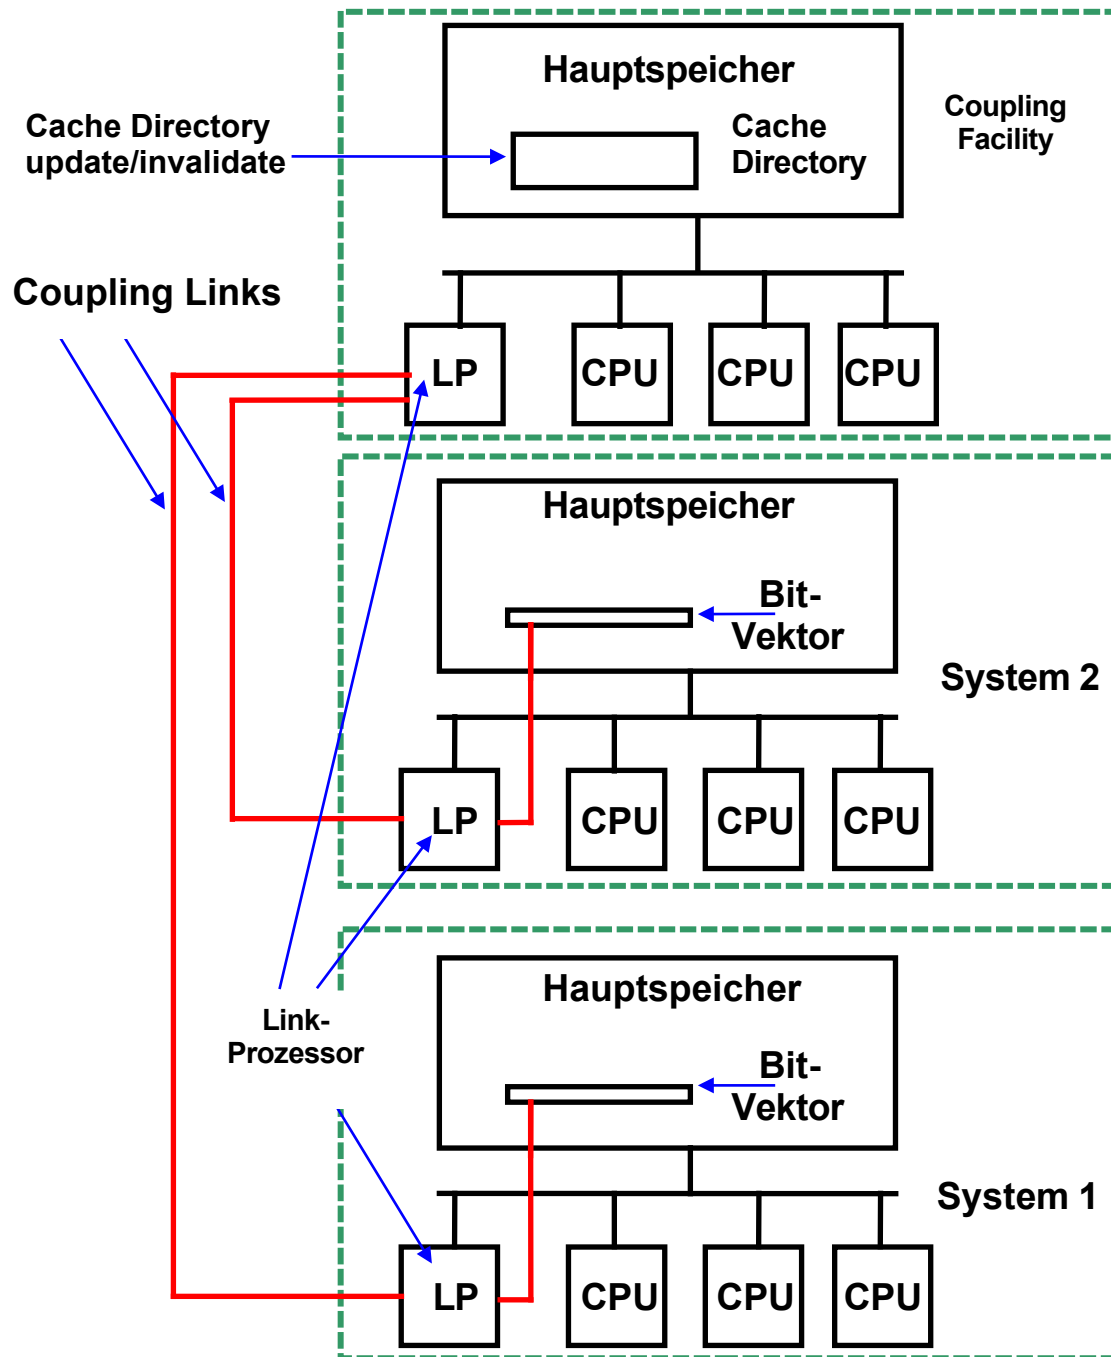 Hauptspeicher
Coupling
Facility
Cache Directory
update/invalidate
Cache
Directory
Coupling Links
LP
CPU
CPU
CPU
Hauptspeicher
Bit-
Vektor
System 2
LP
CPU
CPU
CPU
Hauptspeicher
Link-
Prozessor
Bit-
Vektor
System 1
LP
CPU
CPU
CPU